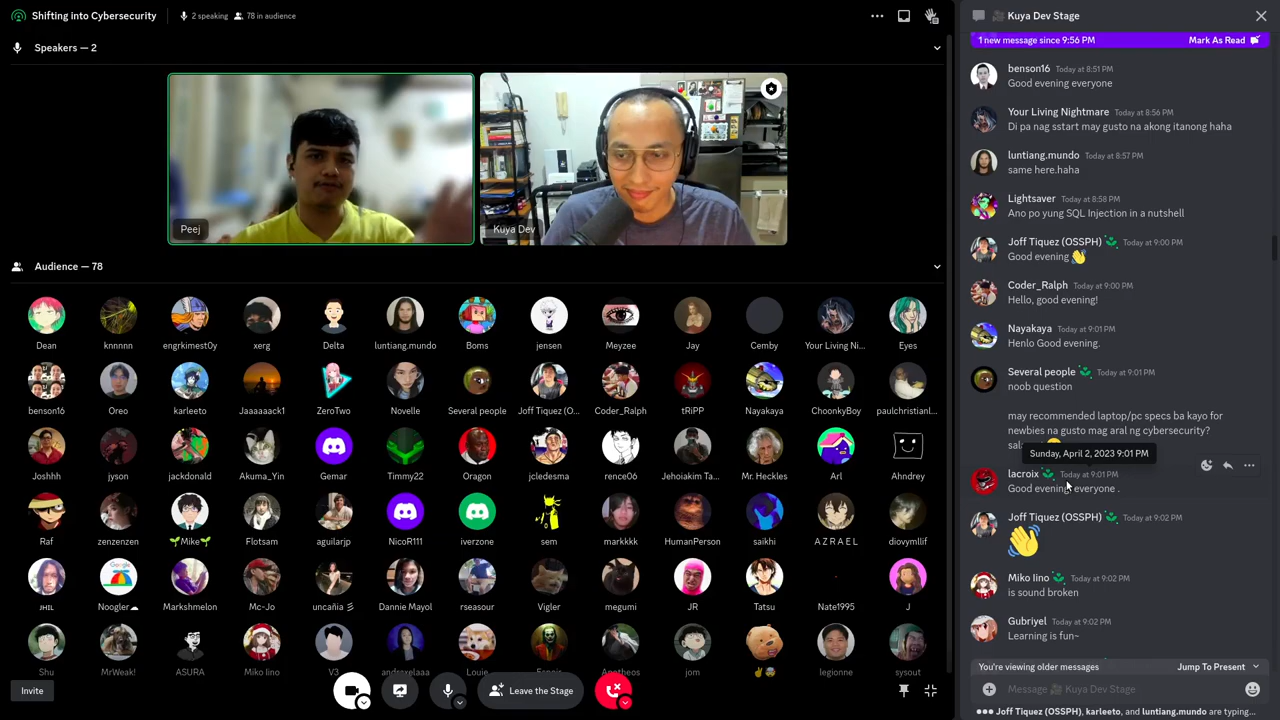 Shifting into Cybersecurity
2 speaking
78 in audience
Speakers — 2
Peej
Kuya Dev
Audience — 78
Dean
knnnnn
engrkimest0y
xerg
Delta
luntiang.mundo
Boms
jensen
Meyzee
Jay
Cemby
Your Living Ni...
Eyes
benson16
Oreo
karleeto
Jaaaaaack1
ZeroTwo
Novelle
Several people
Joff Tiquez (O...
Coder_Ralph
tRiPP
Nayakaya
ChoonkyBoy
paulchristianl...
Joshhh
jyson
jackdonald
Akuma_Yin
Gemar
Timmy22
Oragon
jcledesma
rence06
Jehoiakim Ta...
Mr. Heckles
Arl
Ahndrey
Raf
zenzenzen
🌱Mike🌱
Flotsam
aguilarjp
NicoR111
iverzone
sem
markkkk
HumanPerson
saikhi
A Z R A E L
diovymllif
JHIL
Noogler☁
Markshmelon
Mc-Jo
uncañia 彡
Dannie Mayol
rseasour
Vigler
megumi
JR
Tatsu
Nate1995
J
Shu
MrWeak!
ASURA
Miko Iino
V3
Louie
jom
legionne
sysout
Invite
Leave the Stage
🎥 Kuya Dev Stage
1 new message since 9:56 PM
Mark As Read
benson16 Today at 8:51 PM
Good evening everyone
Your Living Nightmare Today at 8:56 PM
Di pa nag sstart may gusto na akong itanong haha
luntiang.mundo Today at 8:57 PM
same here.haha
Lightsaver Today at 8:58 PM
Ano po yung SQL Injection in a nutshell
Joff Tiquez (OSSPH) Today at 9:00 PM
Good evening 👋
Coder_Ralph Today at 9:00 PM
Hello, good evening!
Nayakaya Today at 9:01 PM
Henlo Good evening.
Several people Today at 9:01 PM
noob question
may recommended laptop/pc specs ba kayo for
newbies na gusto mag aral ng cybersecurity?
Sunday, April 2, 2023 9:01 PM
lacroix Today at 9:01 PM
Good evening everyone .
Joff Tiquez (OSSPH) Today at 9:02 PM
👋
Miko Iino Today at 9:02 PM
is sound broken
Gubriyel Today at 9:02 PM
Learning is fun~
You're viewing older messages
Jump To Present
Message 🎥 Kuya Dev Stage
Joff Tiquez (OSSPH), karleeto, and luntiang.mundo are typing...